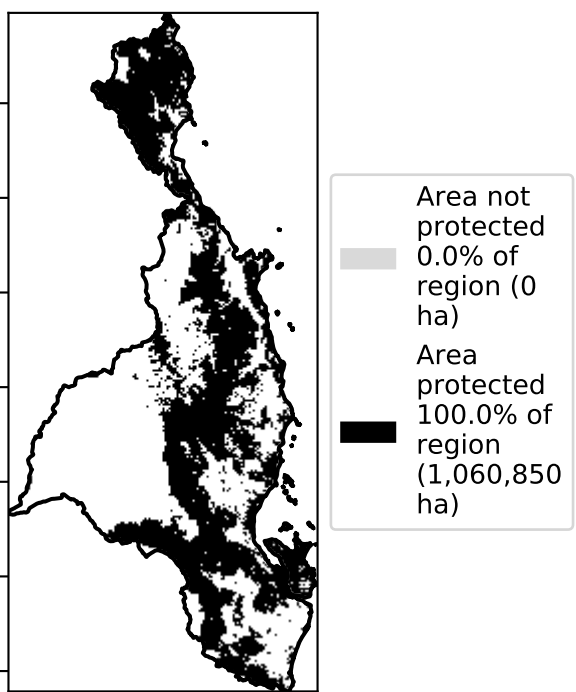 Area not
protected
0.0% of
region (0
ha)
Area
protected
100.0% of
region
(1,060,850
ha)